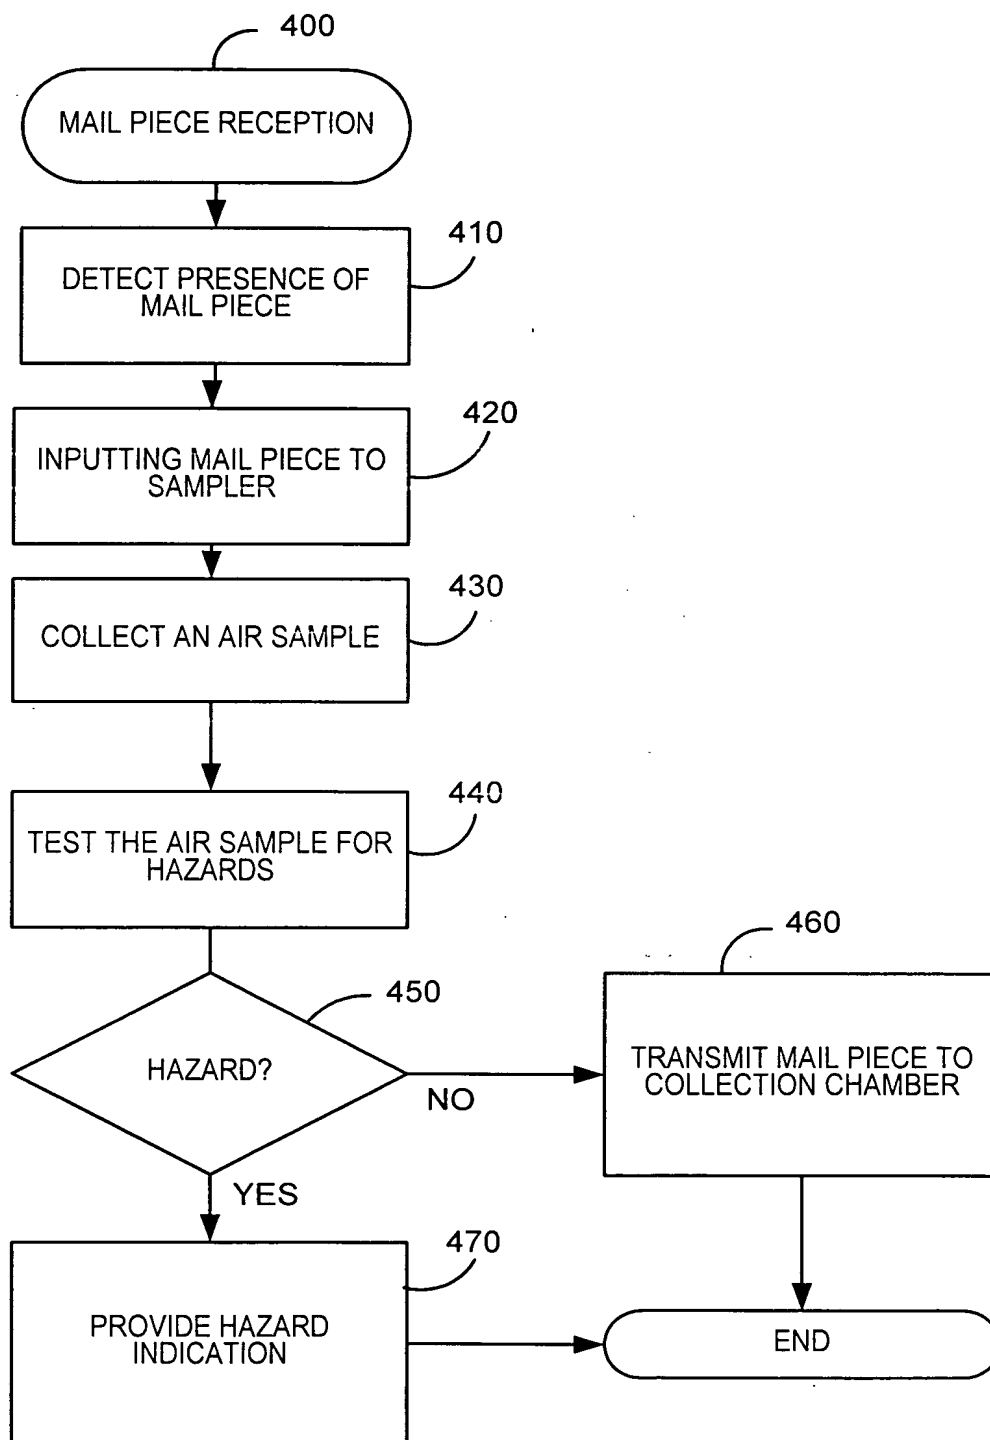 400
MAIL PIECE RECEPTION
410
DETECT PRESENCE OF
MAIL PIECE
420
INPUTTING MAIL PIECE TO
SAMPLER
430
COLLECT AN AIR SAMPLE
440
TEST THE AIR SAMPLE FOR
HAZARDS
450
HAZARD?
NO
YES
460
TRANSMIT MAIL PIECE TO
COLLECTION CHAMBER
470
PROVIDE HAZARD
INDICATION
END